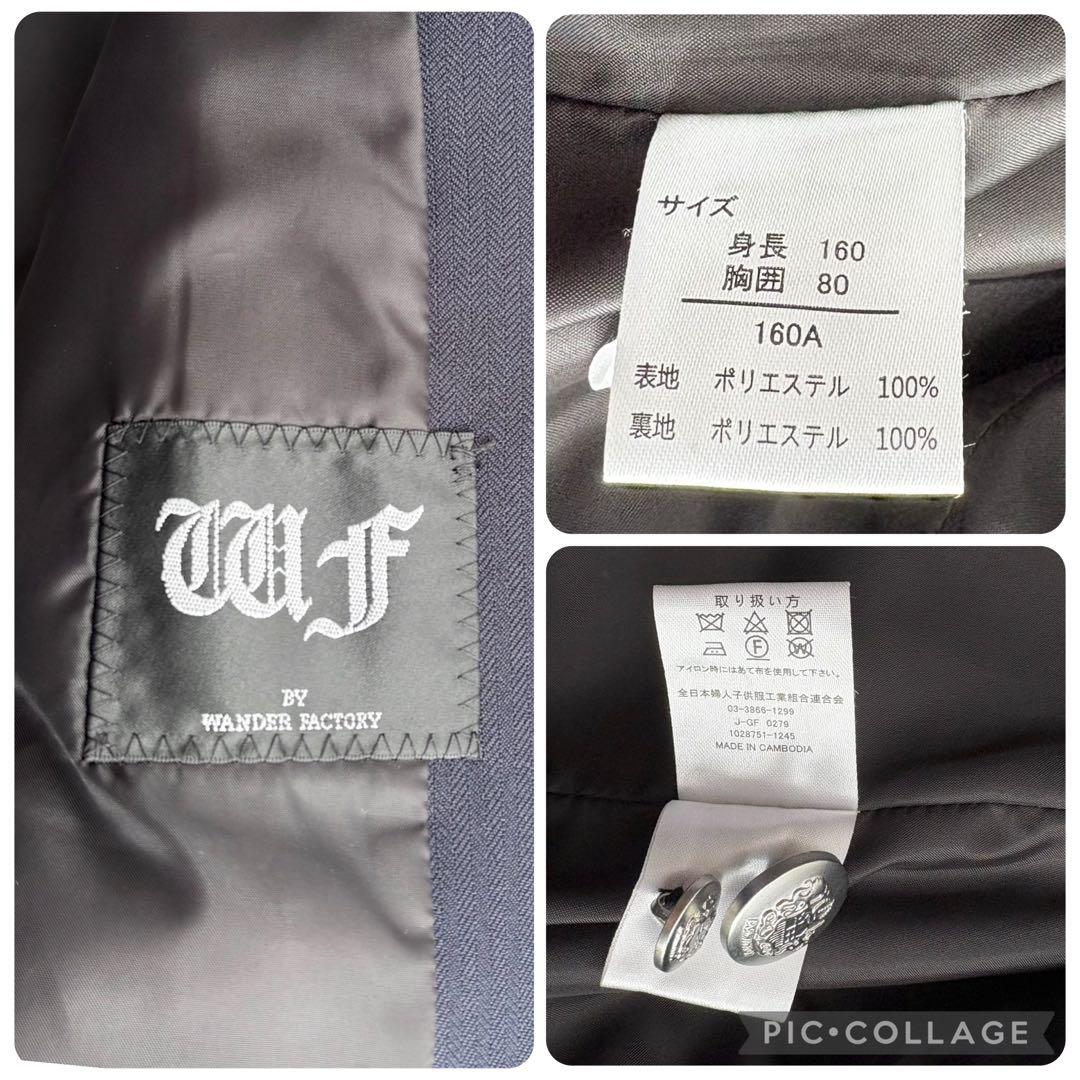 WF
BY
WANDER FACTORY
サイズ
身長 160
胸囲 80
160A
表地 ポリエステル 100%
裏地 ポリエステル 100%
取り扱い方
F
W
アイロン時にはあて布を使用して下さい。
全日本婦人子供服工業組合連合会
03-3866-1299
J-GF 0279
1028751-1245
MADE IN CAMBODIA
PIC•COLLAGE